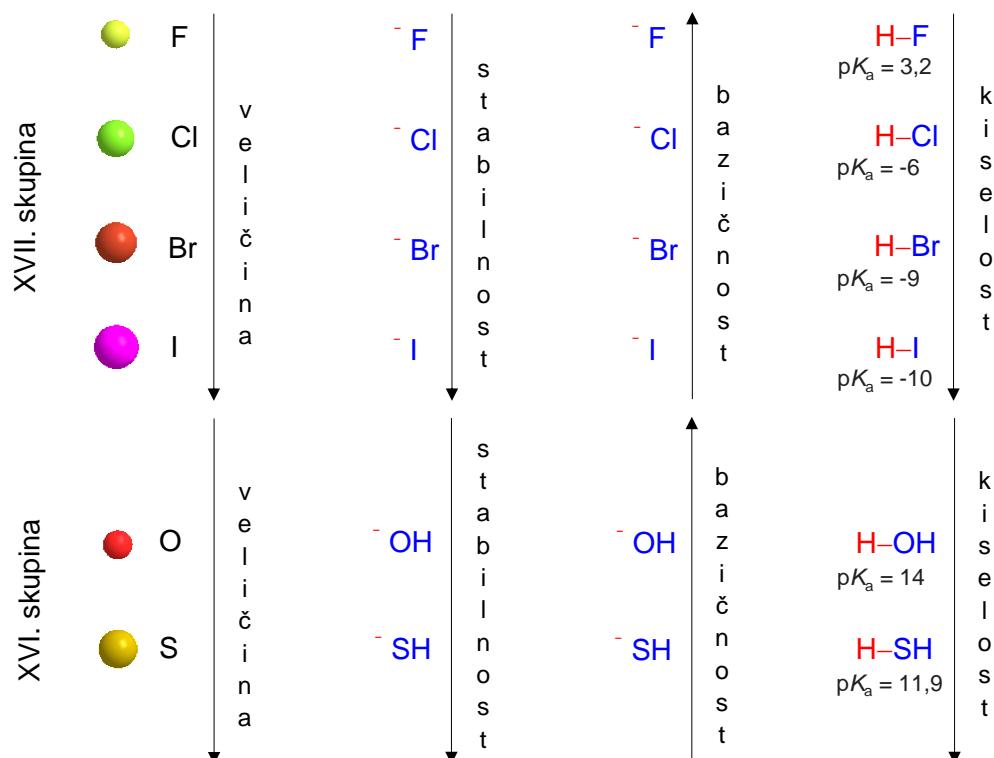 XVII. skupina
F
Cl
Br
I
veličina
- F
- Cl
- Br
- I
stabilnost
- F
- Cl
- Br
- I
bazičnost
H–F
pKa = 3,2
H–Cl
pKa = -6
H–Br
pKa = -9
H–I
pKa = -10
kiselost
XVI. skupina
O
S
veličina
- OH
- SH
stabilnost
- OH
- SH
bazičnost
H–OH
pKa = 14
H–SH
pKa = 11,9
kiselost